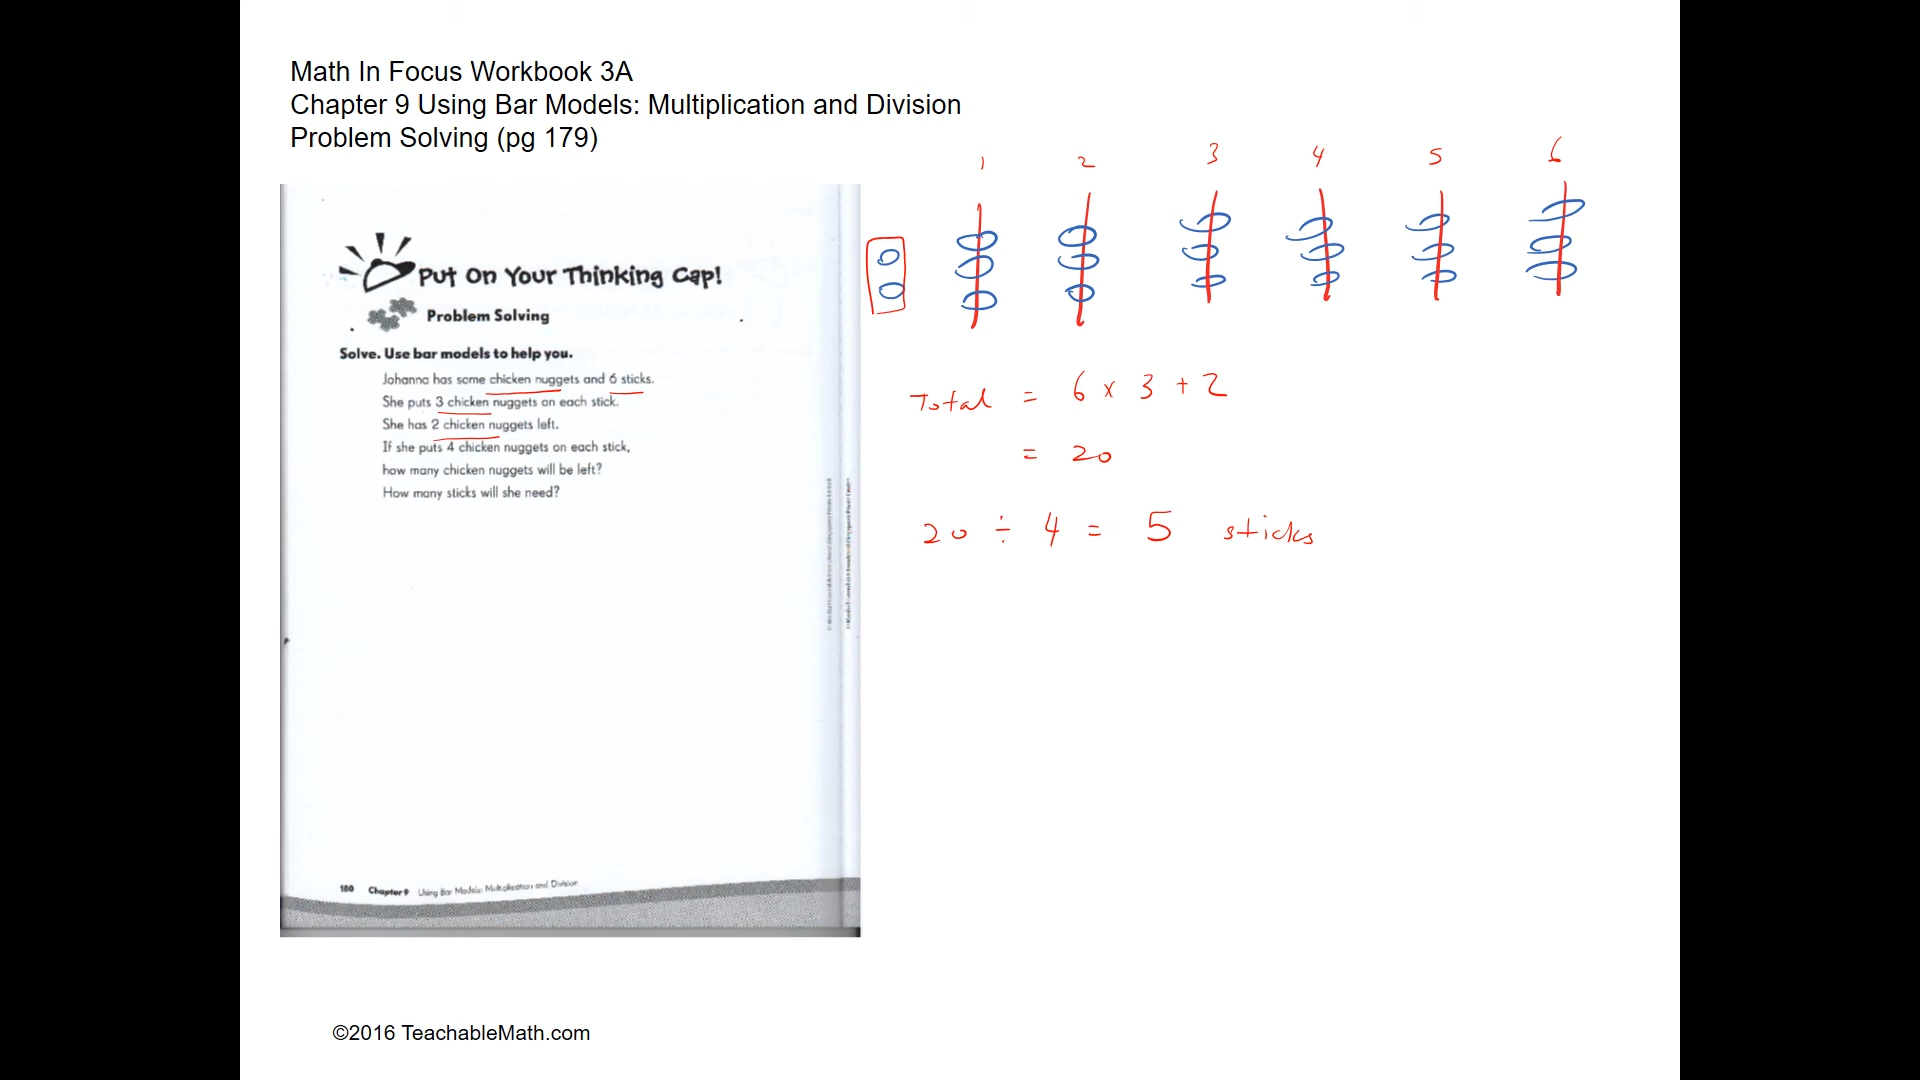 Math In Focus Workbook 3A
Chapter 9 Using Bar Models: Multiplication and Division
Problem Solving (pg 179)
1 2 3 4 5 6
Put On Your Thinking Cap!
Problem Solving
Solve. Use bar models to help you.
Johanna has some chicken nuggets and 6 sticks.
She puts 3 chicken nuggets on each stick.
She has 2 chicken nuggets left.
If she puts 4 chicken nuggets on each stick,
how many chicken nuggets will be left?
How many sticks will she need?
Total = 6 × 3 + 2
= 20
20 ÷ 4 = 5 sticks
180 Chapter 9 Using Bar Models: Multiplication and Division
©2016 TeachableMath.com